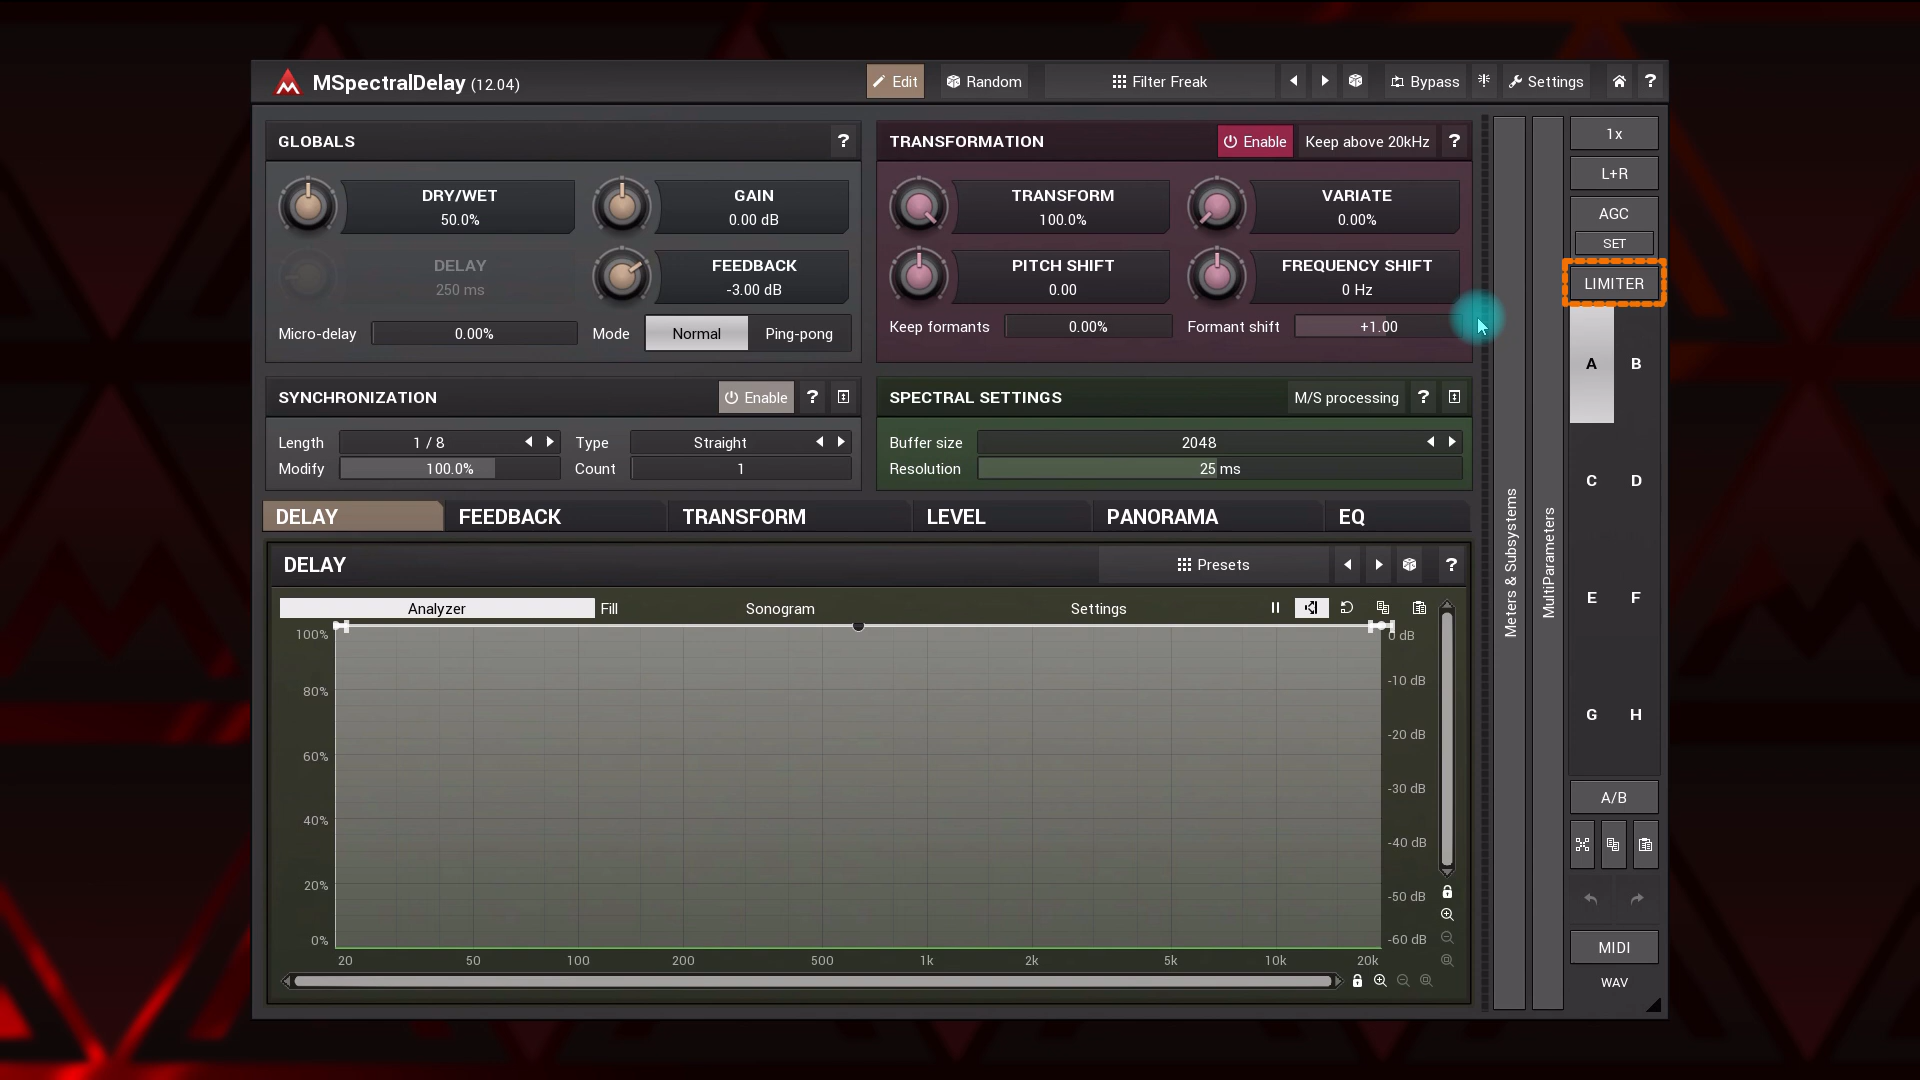 MSpectralDelay (12.04)
Edit
Random
Filter Freak
Bypass
Settings
?
GLOBALS
?
DRY/WET
50.0%
GAIN
0.00 dB
DELAY
250 ms
FEEDBACK
-3.00 dB
Micro-delay
0.00%
Mode
Normal
Ping-pong
TRANSFORMATION
Enable
Keep above 20kHz
?
TRANSFORM
100.0%
VARIATE
0.00%
PITCH SHIFT
0.00
FREQUENCY SHIFT
0 Hz
Keep formants
0.00%
Formant shift
+1.00
SYNCHRONIZATION
Enable
?
Length
1 / 8
Type
Straight
Modify
100.0%
Count
1
SPECTRAL SETTINGS
M/S processing
?
Buffer size
2048
Resolution
25 ms
DELAY
FEEDBACK
TRANSFORM
LEVEL
PANORAMA
EQ
DELAY
Presets
?
Analyzer
Fill
Sonogram
Settings
100%
80%
60%
40%
20%
0%
0 dB
-10 dB
-20 dB
-30 dB
-40 dB
-50 dB
-60 dB
20
50
100
200
500
1k
2k
5k
10k
20k
Meters & Subsystems
MultiParameters
1x
L+R
AGC
SET
LIMITER
A
B
C
D
E
F
G
H
A/B
MIDI
WAV